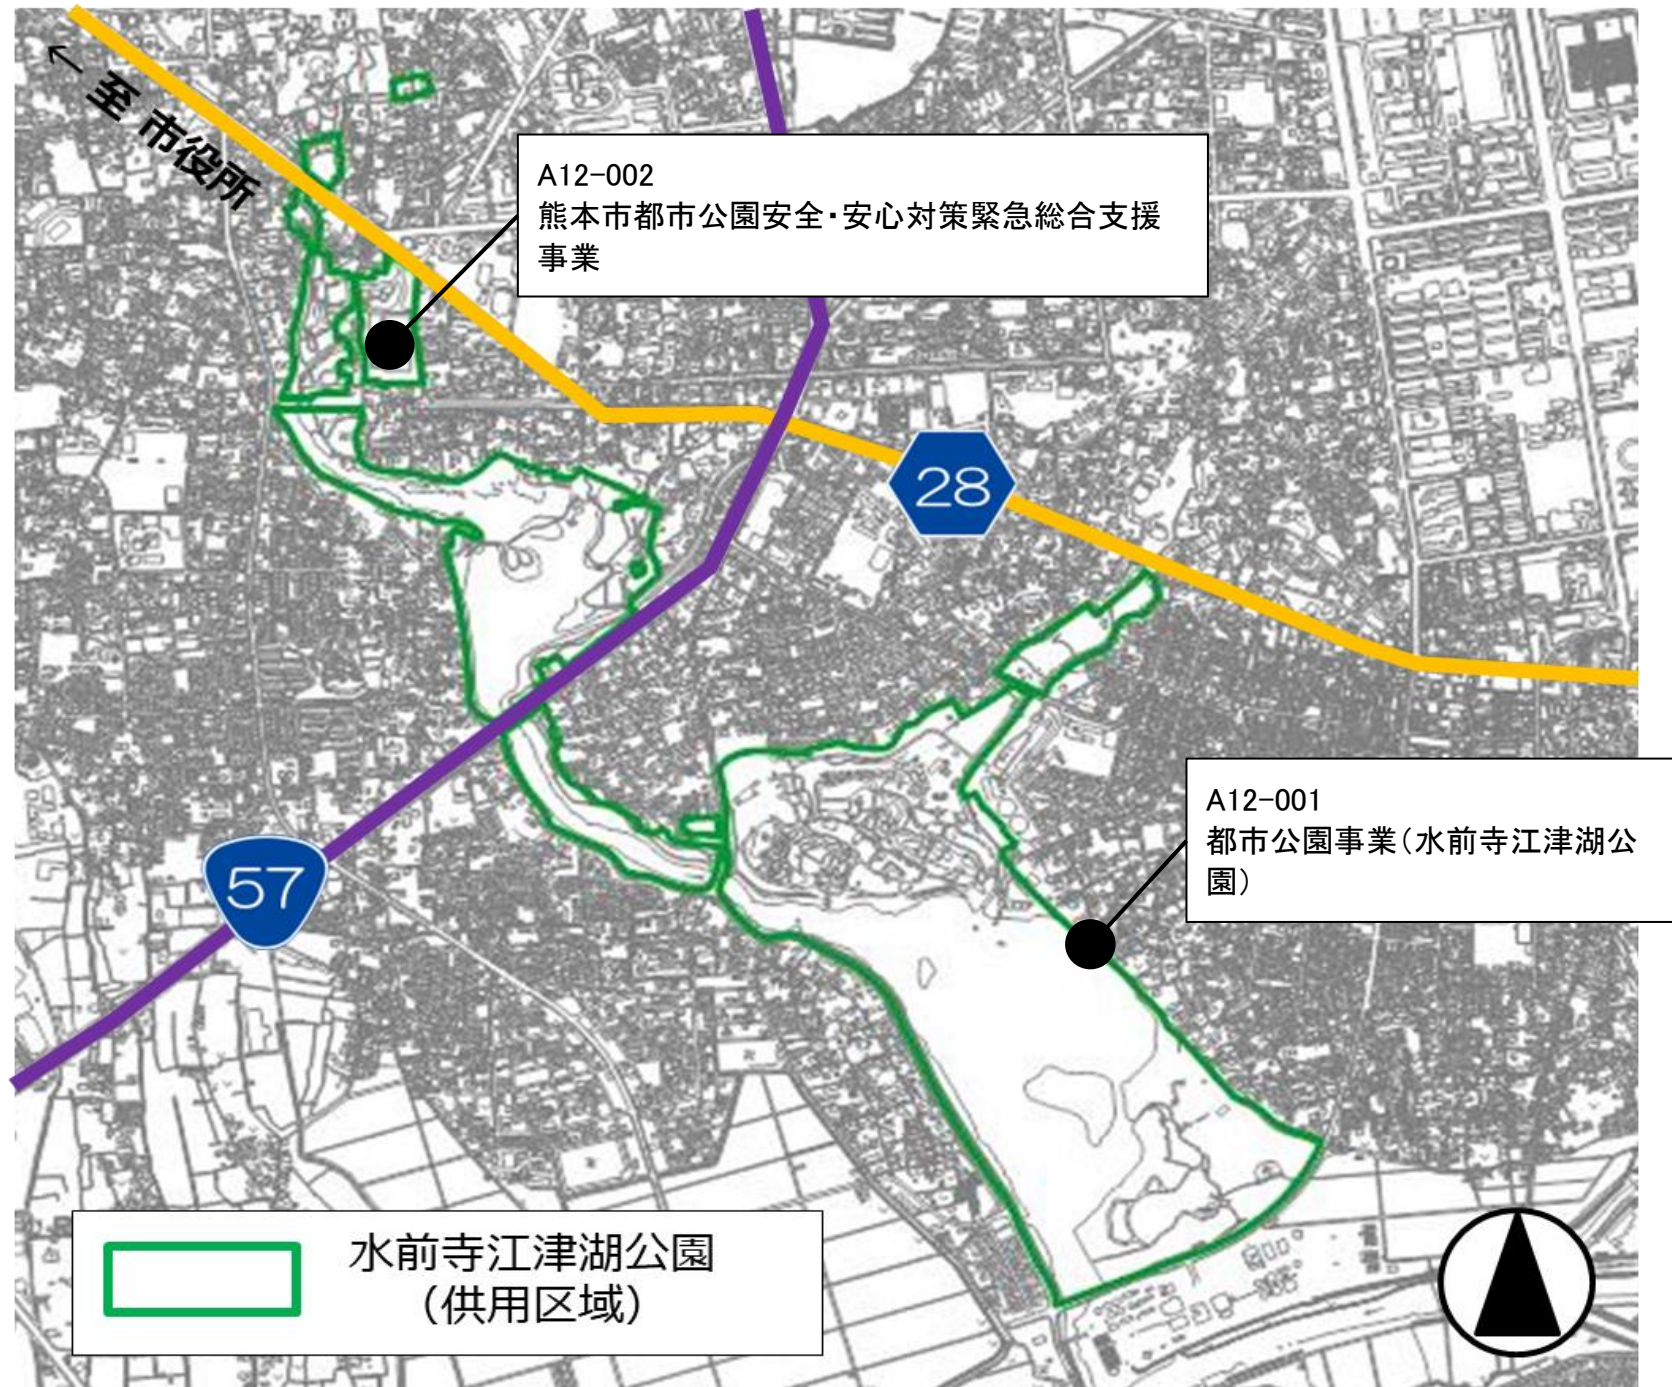 ← 至 市役所
A12-002
熊本市都市公園安全・安心対策緊急総合支援
事業
28
A12-001
都市公園事業（水前寺江津湖公
園）
57
水前寺江津湖公園
（供用区域）